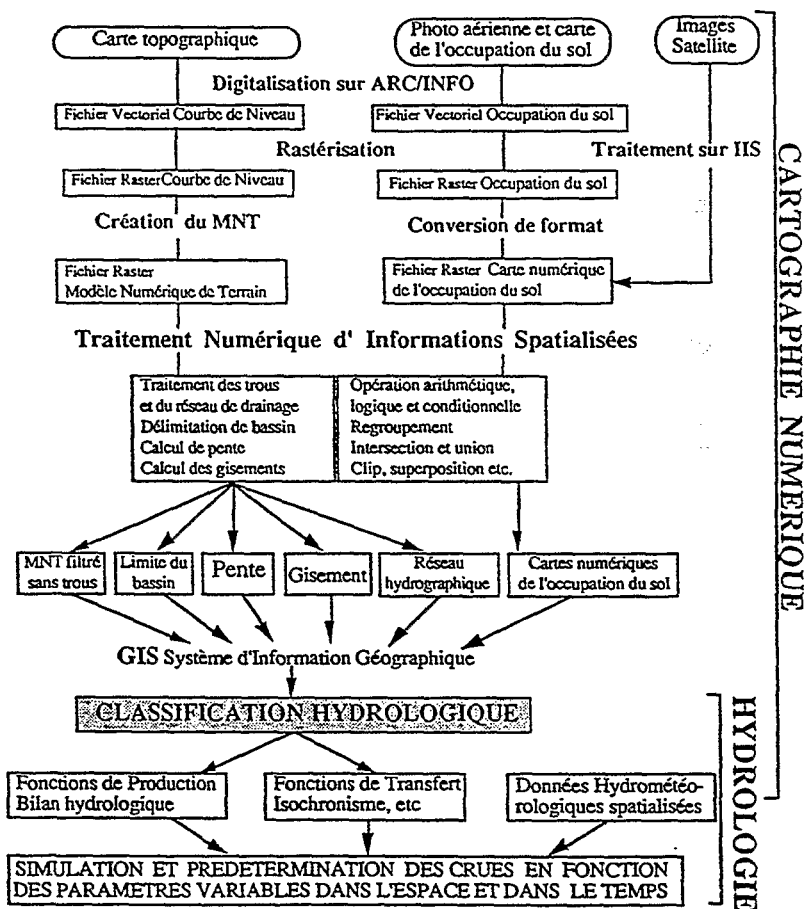 Carte topographique
Photo aérienne et carte
de l'occupation du sol
Images
Satellite
Digitalisation sur ARC/INFO
Fichier Vectoriel Courbe de Niveau
Fichier Vectoriel Occupation du sol
Rastérisation
Traitement sur IIS
Fichier RasterCourbe de Niveau
Fichier Raster Occupation du sol
Création du MNT
Conversion de format
Fichier Raster
Modèle Numérique de Terrain
Fichier Raster Carte numérique
de l'occupation du sol
Traitement Numérique d' Informations Spatialisées
Traitement des trous
et du réseau de drainage
Délimitation de bassin
Calcul de pente
Calcul des gisements
Opération arithmétique,
logique et conditionnelle
Regroupement
Intersection et union
Clip, superposition etc.
MNT filtré
sans trous
Limite du
bassin
Pente
Gisement
Réseau
hydrographique
Cartes numériques
de l'occupation du sol
GIS Système d'Information Géographique
CLASSIFICATION HYDROLOGIQUE
Fonctions de Production
Bilan hydrologique
Fonctions de Transfert
Isochronisme, etc
Données Hydrométéo-
rologiques spatialisées
SIMULATION ET PREDETERMINATION DES CRUES EN FONCTION
DES PARAMETRES VARIABLES DANS L'ESPACE ET DANS LE TEMPS
CARTOGRAPHIE NUMERIQUE
HYDROLOGIE